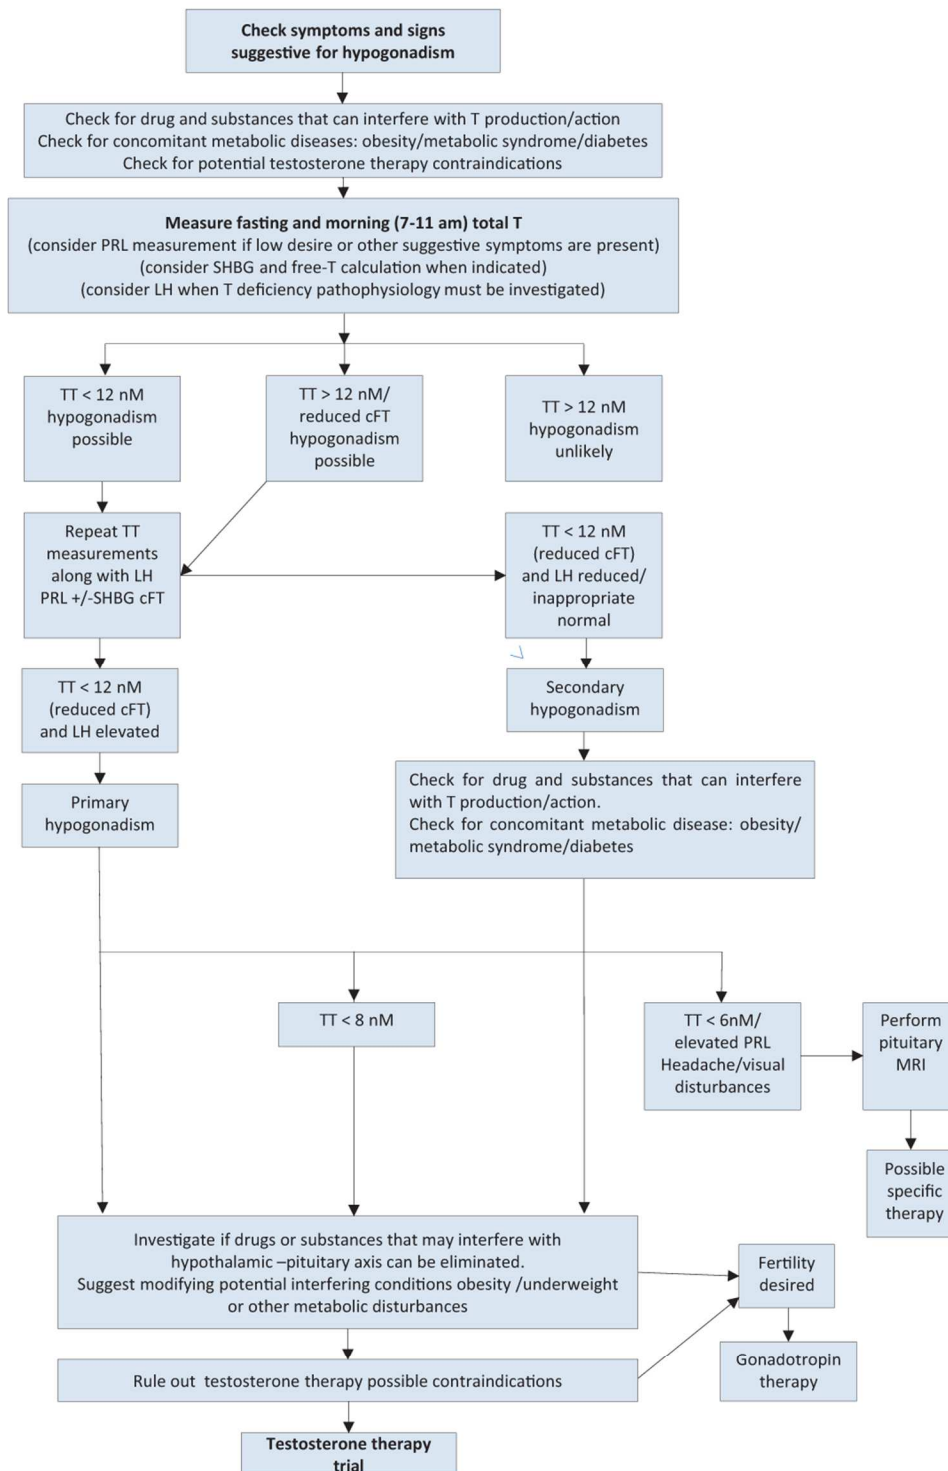 Check symptoms and signs
suggestive for hypogonadism
Check for drug and substances that can interfere with T production/action
Check for concomitant metabolic diseases: obesity/metabolic syndrome/diabetes
Check for potential testosterone therapy contraindications
Measure fasting and morning (7-11 am) total T
(consider PRL measurement if low desire or other suggestive symptoms are present)
(consider SHBG and free-T calculation when indicated)
(consider LH when T deficiency pathophysiology must be investigated)
TT < 12 nM
hypogonadism
possible
TT > 12 nM/
reduced cFT
hypogonadism
possible
TT > 12 nM
hypogonadism
unlikely
Repeat TT
measurements
along with LH
PRL +/-SHBG cFT
TT < 12 nM
(reduced cFT)
and LH reduced/
inappropriate
normal
TT < 12 nM
(reduced cFT)
and LH elevated
Secondary
hypogonadism
Primary
hypogonadism
Check for drug and substances that can interfere
with T production/action.
Check for concomitant metabolic disease: obesity/
metabolic syndrome/diabetes
TT < 8 nM
TT < 6nM/
elevated PRL
Headache/visual
disturbances
Perform
pituitary
MRI
Possible
specific
therapy
Investigate if drugs or substances that may interfere with
hypothalamic –pituitary axis can be eliminated.
Suggest modifying potential interfering conditions obesity /underweight
or other metabolic disturbances
Fertility
desired
Gonadotropin
therapy
Rule out testosterone therapy possible contraindications
Testosterone therapy
trial